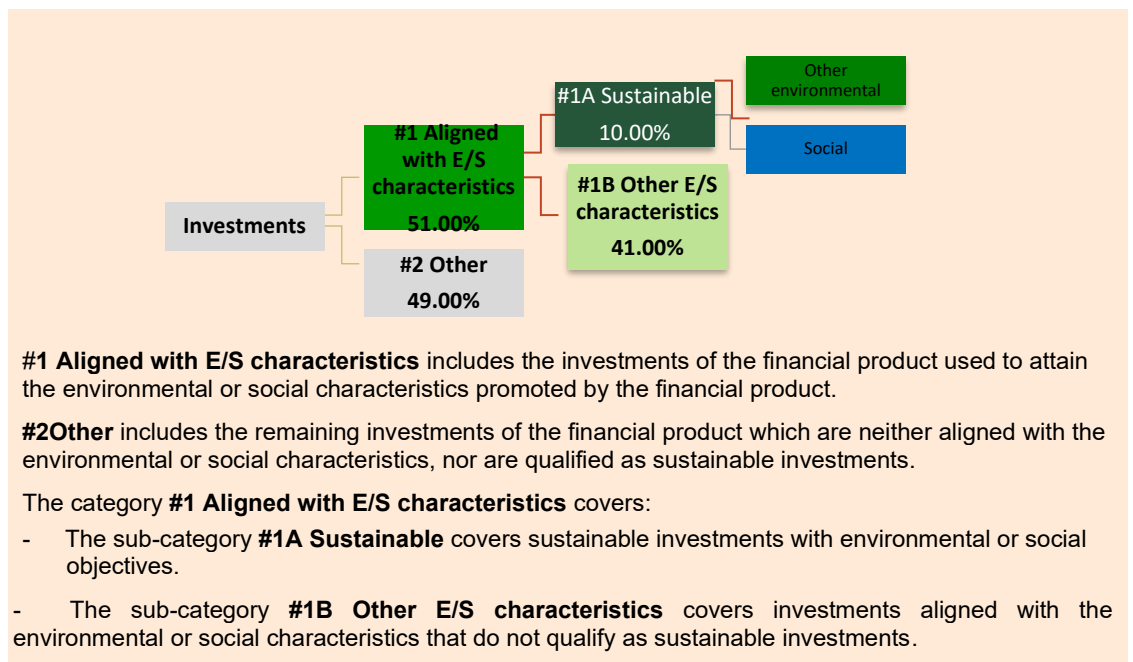 Other
environmental
#1A Sustainable
10.00%
Social
#1 Aligned
with E/S
characteristics
51.00%
#1B Other E/S
characteristics
41.00%
Investments
#2 Other
49.00%
#1 Aligned with E/S characteristics includes the investments of the financial product used to attain
the environmental or social characteristics promoted by the financial product.
#2Other includes the remaining investments of the financial product which are neither aligned with the
environmental or social characteristics, nor are qualified as sustainable investments.
The category #1 Aligned with E/S characteristics covers:
- The sub-category #1A Sustainable covers sustainable investments with environmental or social
objectives.
- The sub-category #1B Other E/S characteristics covers investments aligned with the
environmental or social characteristics that do not qualify as sustainable investments.